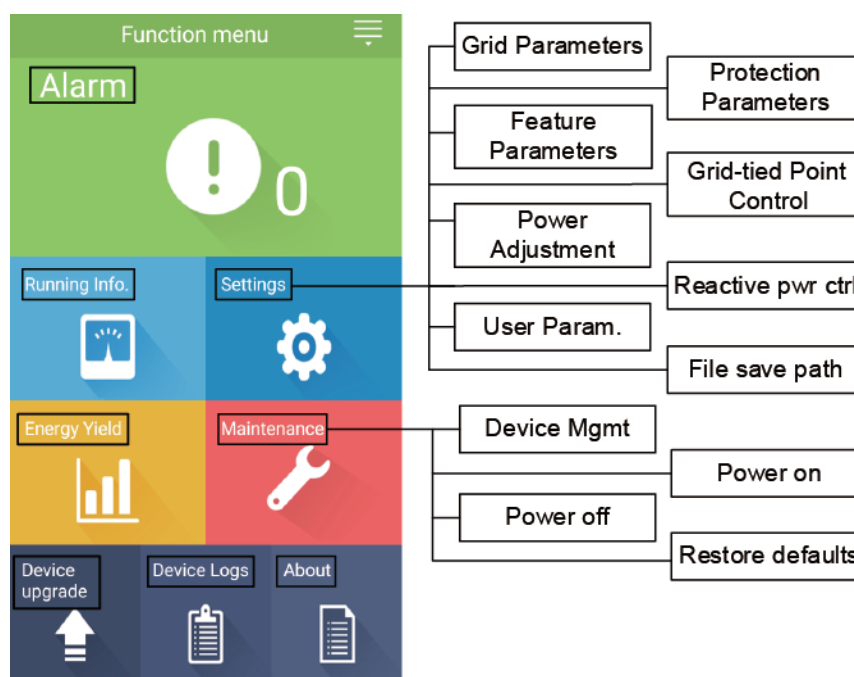 Function menu
Alarm
0
Running Info.
Settings
Energy Yield
Maintenance
Device
upgrade
Device Logs
About
Grid Parameters
Protection
Parameters
Feature
Parameters
Grid-tied Point
Control
Power
Adjustment
Reactive pwr ctrl
User Param.
File save path
Device Mgmt
Power on
Power off
Restore defaults